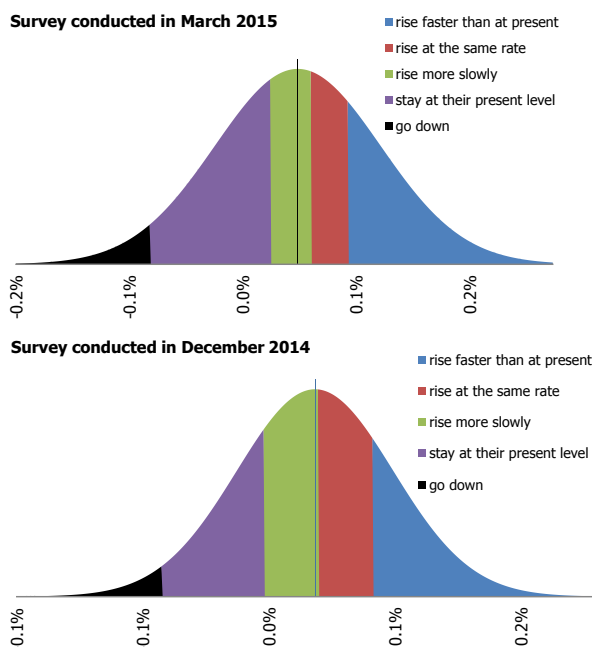 Survey conducted in March 2015
rise faster than at present
rise at the same rate
rise more slowly
stay at their present level
go down
-0.2%
-0.1%
0.0%
0.1%
0.2%
Survey conducted in December 2014
rise faster than at present
rise at the same rate
rise more slowly
stay at their present level
go down
0.1%
0.1%
0.0%
0.1%
0.2%